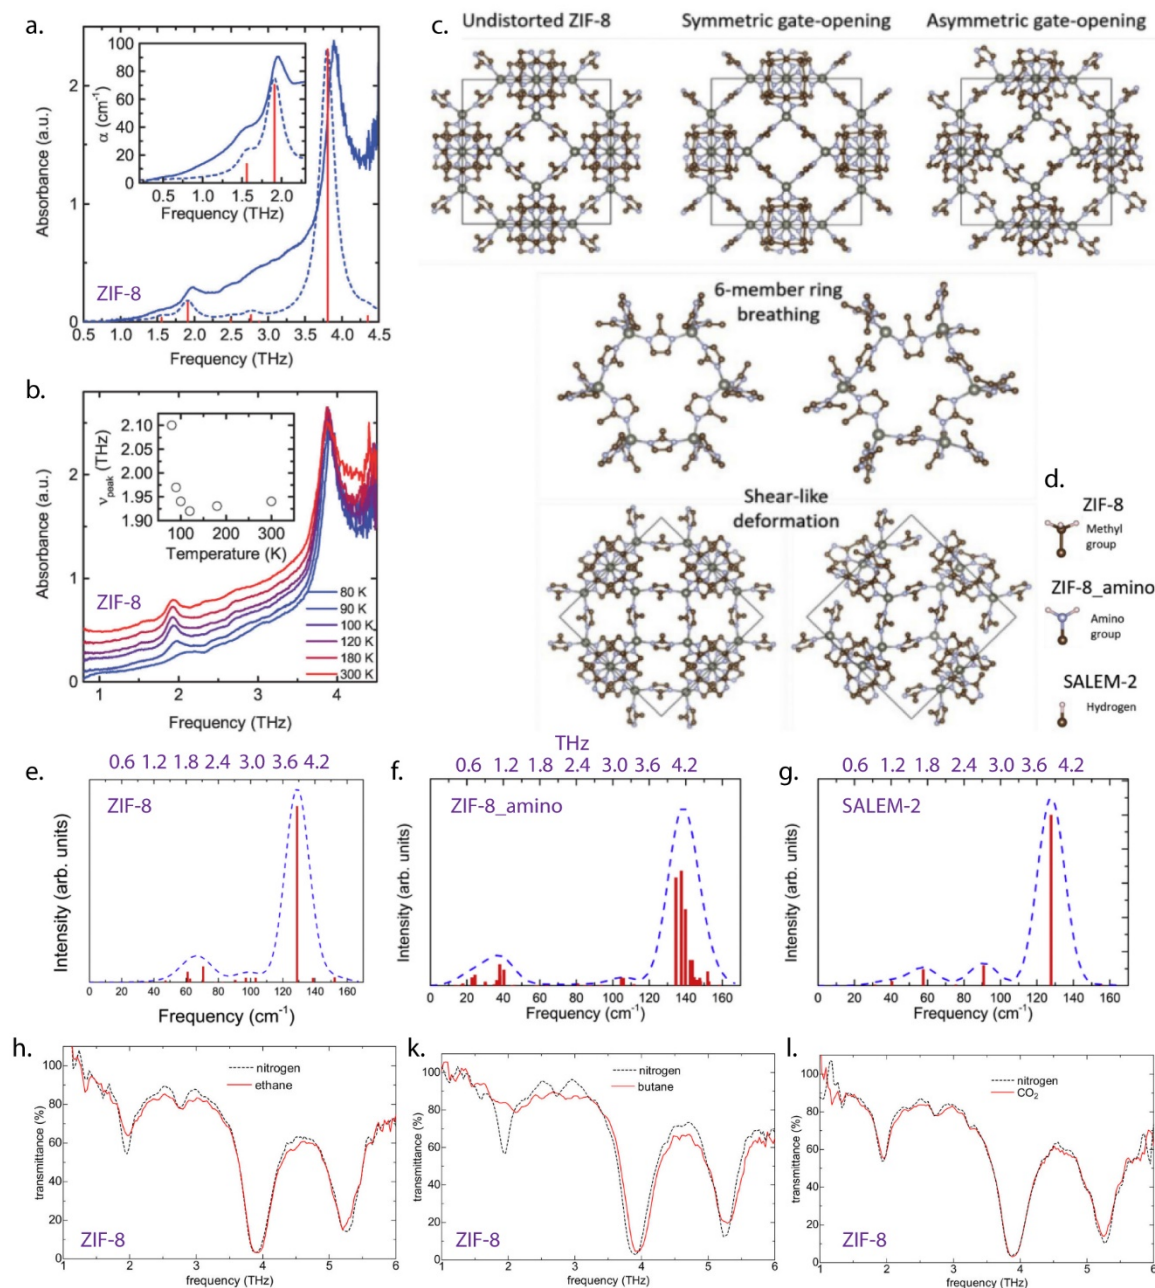 a.
Absorbance (a.u.)
2
1
0
α (cm⁻¹)
100
80
60
40
20
0
0.5 1.0 1.5 2.0
Frequency (THz)
ZIF-8
0.5 1.0 1.5 2.0 2.5 3.0 3.5 4.0 4.5
Frequency (THz)
b.
Absorbance (a.u.)
2
1
0
ν_peak (THz)
2.10
2.05
2.00
1.95
1.90
100 200 300
Temperature (K)
ZIF-8
80 K
90 K
100 K
120 K
180 K
300 K
1 2 3 4
Frequency (THz)
c.
Undistorted ZIF-8
Symmetric gate-opening
Asymmetric gate-opening
6-member ring
breathing
Shear-like
deformation
d.
ZIF-8
Methyl
group
ZIF-8_amino
Amino
group
SALEM-2
Hydrogen
THz
e.
0.6 1.2 1.8 2.4 3.0 3.6 4.2
ZIF-8
Intensity (arb. units)
0 20 40 60 80 100 120 140 160
Frequency (cm⁻¹)
f.
0.6 1.2 1.8 2.4 3.0 3.6 4.2
ZIF-8_amino
Intensity (arb. units)
0 20 40 60 80 100 120 140 160
Frequency (cm⁻¹)
g.
0.6 1.2 1.8 2.4 3.0 3.6 4.2
SALEM-2
Intensity (arb. units)
0 20 40 60 80 100 120 140 160
Frequency (cm⁻¹)
h.
transmittance (%)
100
80
60
40
20
0
nitrogen
ethane
ZIF-8
1 2 3 4 5 6
frequency (THz)
k.
transmittance (%)
100
80
60
40
20
0
nitrogen
butane
ZIF-8
1 2 3 4 5 6
frequency (THz)
l.
transmittance (%)
100
80
60
40
20
0
nitrogen
CO₂
ZIF-8
1 2 3 4 5 6
frequency (THz)